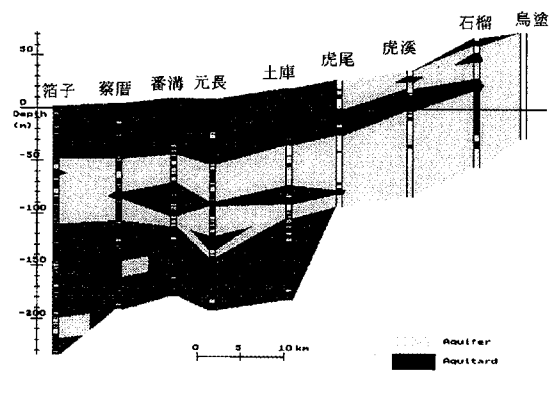 石榴 烏塗
虎尾 虎溪
箔子 蔡厝 番溝 元長 土庫
50
0
Depth
(m)
-50
-100
-150
-200
0 5 10 km
Aquifer
Aquitard